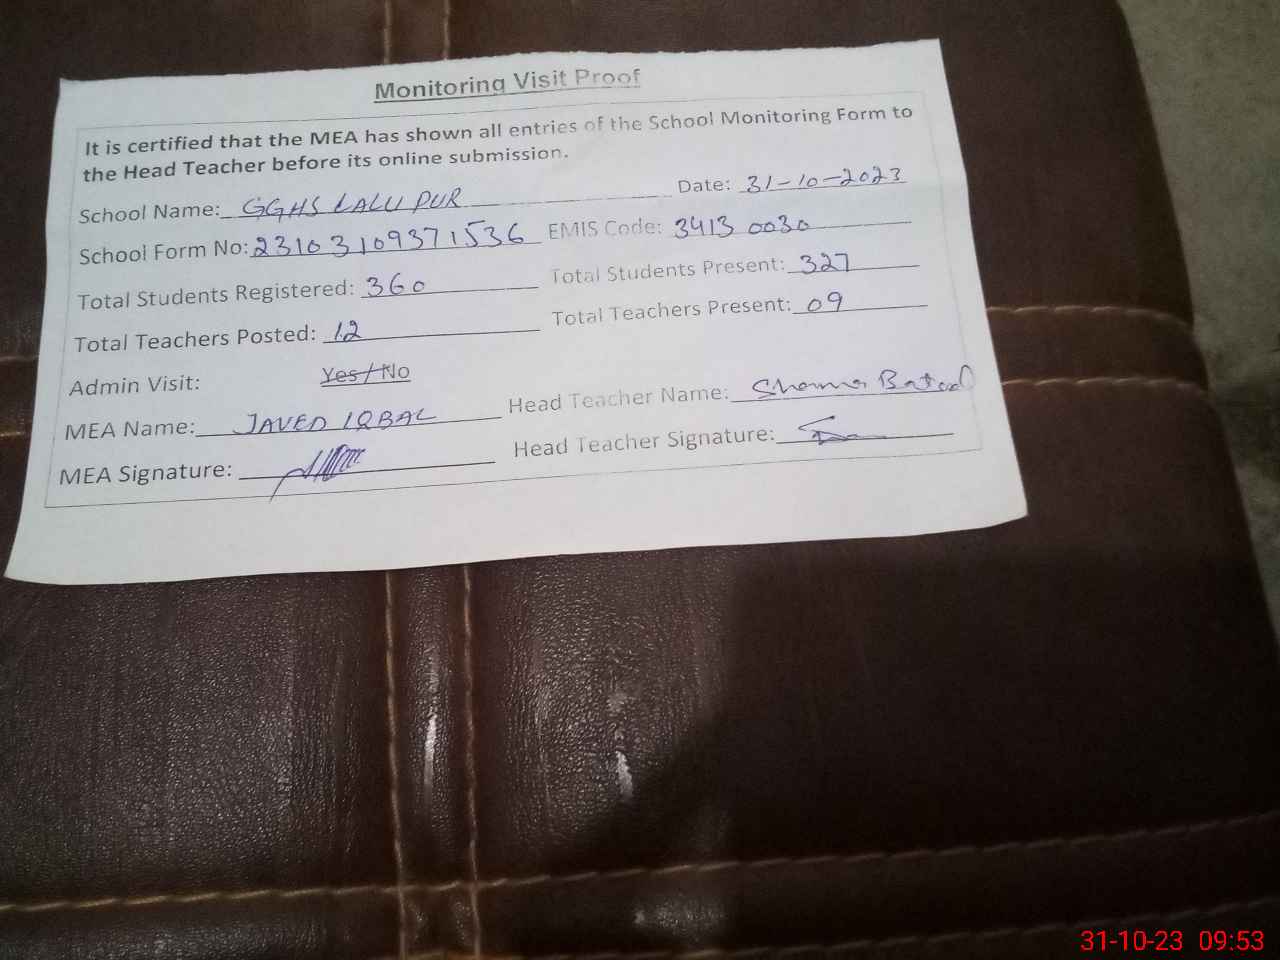 Monitoring Visit Proof
It is certified that the MEA has shown all entries of the School Monitoring Form to
the Head Teacher before its online submission.
School Name: GGHS LALU PUR Date: 31-10-2023
School Form No: 23103109371536 EMIS Code: 3413 0030
Total Students Registered: 360 Total Students Present: 327
Total Teachers Posted: 12 Total Teachers Present: 09
Admin Visit: Yes/No
MEA Name: JAVED IQBAL Head Teacher Name: Shama Batool
MEA Signature: Head Teacher Signature:
31-10-23 09:53